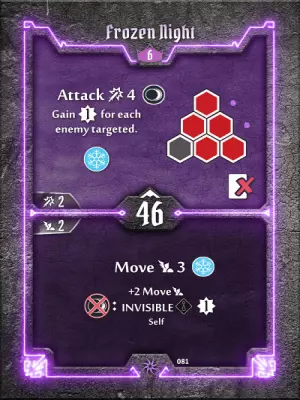 Frozen Night
6
Attack 4
Gain 1 for each
enemy targeted.
2
2
46
Move 3
+2 Move
: INVISIBLE 1
Self
081